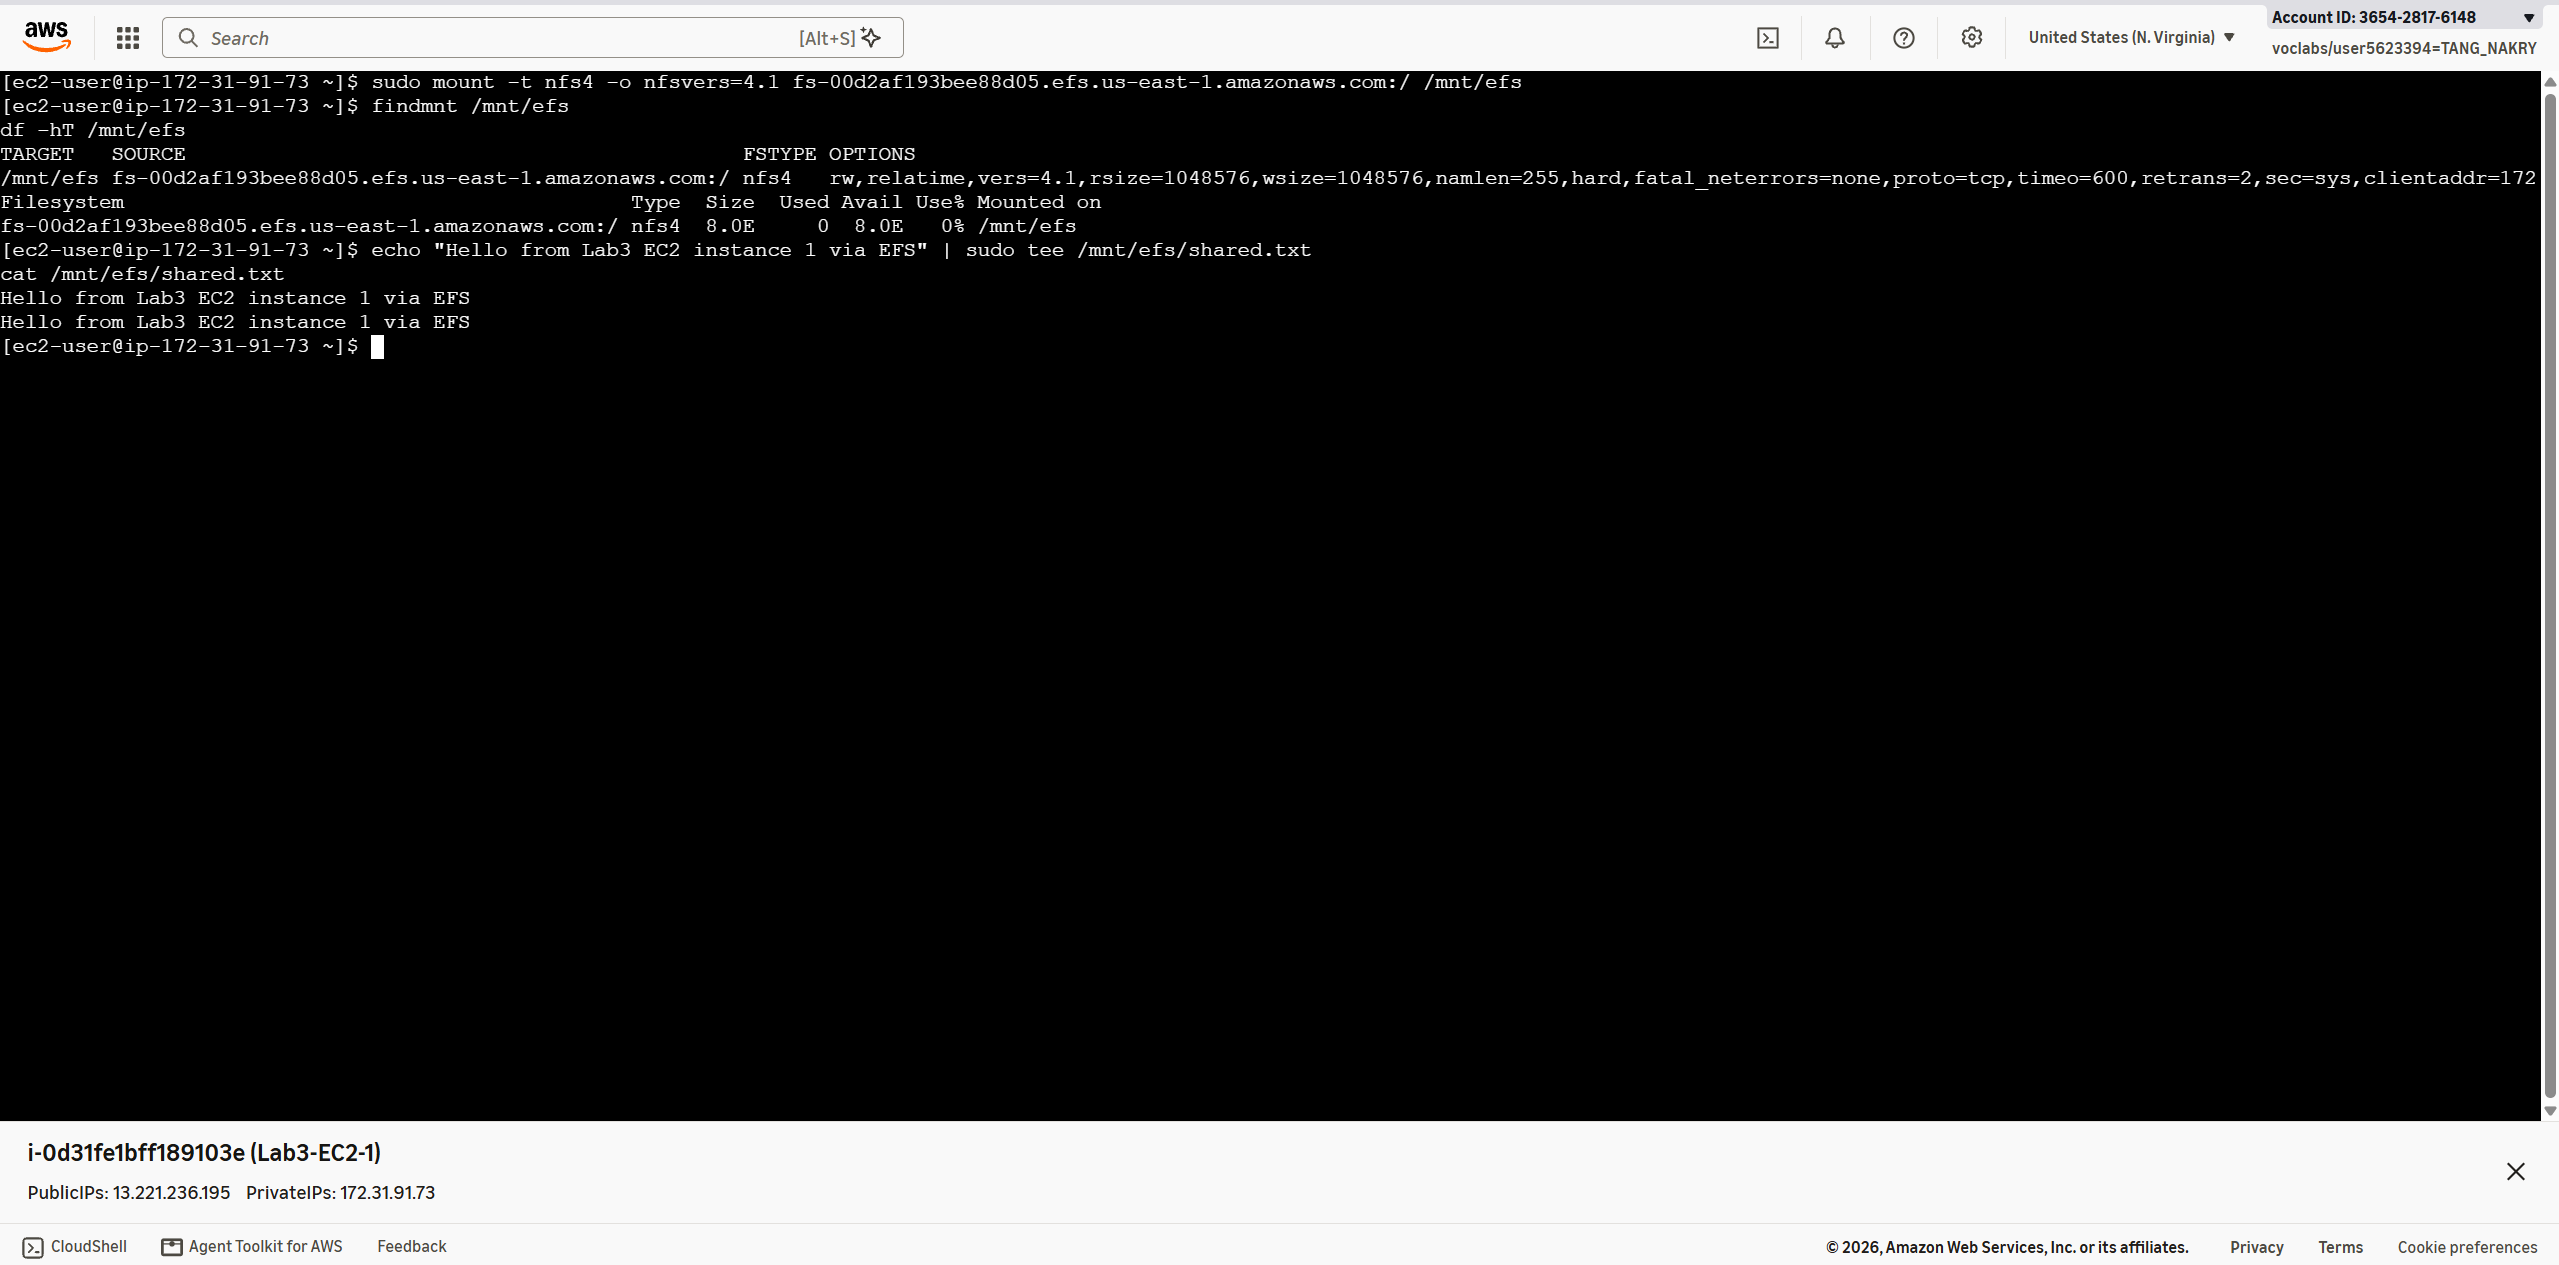 aws
Search [Alt+S]
United States (N. Virginia)
Account ID: 3654-2817-6148
voclabs/user5623394=TANG_NAKRY
[ec2-user@ip-172-31-91-73 ~]$ sudo mount -t nfs4 -o nfsvers=4.1 fs-00d2af193bee88d05.efs.us-east-1.amazonaws.com:/ /mnt/efs
[ec2-user@ip-172-31-91-73 ~]$ findmnt /mnt/efs
df -hT /mnt/efs
TARGET   SOURCE                                             FSTYPE OPTIONS
/mnt/efs fs-00d2af193bee88d05.efs.us-east-1.amazonaws.com:/ nfs4   rw,relatime,vers=4.1,rsize=1048576,wsize=1048576,namlen=255,hard,fatal_neterrors=none,proto=tcp,timeo=600,retrans=2,sec=sys,clientaddr=172
Filesystem                                         Type  Size  Used Avail Use% Mounted on
fs-00d2af193bee88d05.efs.us-east-1.amazonaws.com:/ nfs4  8.0E     0  8.0E   0% /mnt/efs
[ec2-user@ip-172-31-91-73 ~]$ echo "Hello from Lab3 EC2 instance 1 via EFS" | sudo tee /mnt/efs/shared.txt
cat /mnt/efs/shared.txt
Hello from Lab3 EC2 instance 1 via EFS
Hello from Lab3 EC2 instance 1 via EFS
[ec2-user@ip-172-31-91-73 ~]$
i-0d31fe1bff189103e (Lab3-EC2-1)
PublicIPs: 13.221.236.195 PrivateIPs: 172.31.91.73
CloudShell Agent Toolkit for AWS Feedback © 2026, Amazon Web Services, Inc. or its affiliates. Privacy Terms Cookie preferences